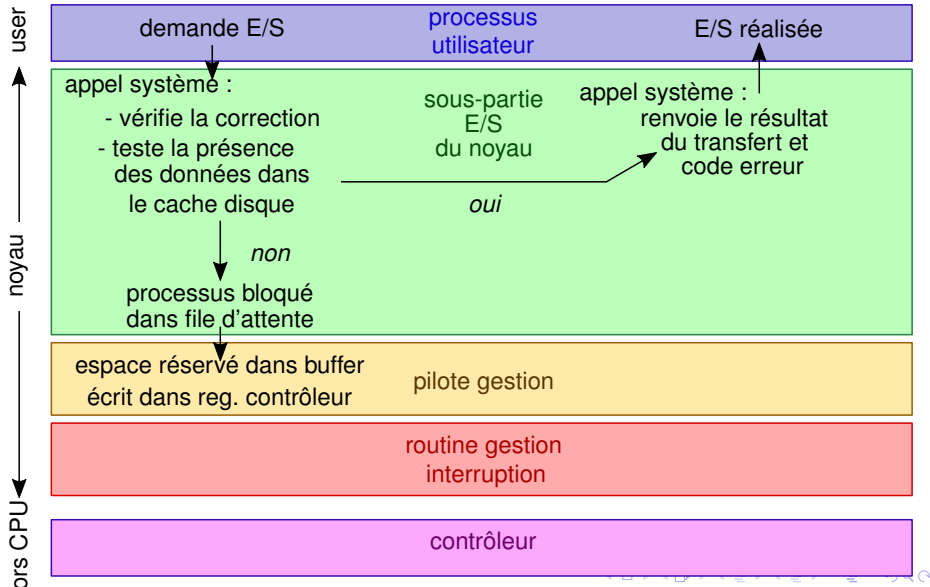 user
demande E/S
processus
utilisateur
E/S réalisée
appel système :
- vérifie la correction
- teste la présence
des données dans
le cache disque
sous-partie
E/S
du noyau
appel système :
renvoie le résultat
du transfert et
code erreur
oui
non
noyau
processus bloqué
dans file d'attente
espace réservé dans buffer
écrit dans reg. contrôleur
pilote gestion
routine gestion
interruption
ors CPU
contrôleur